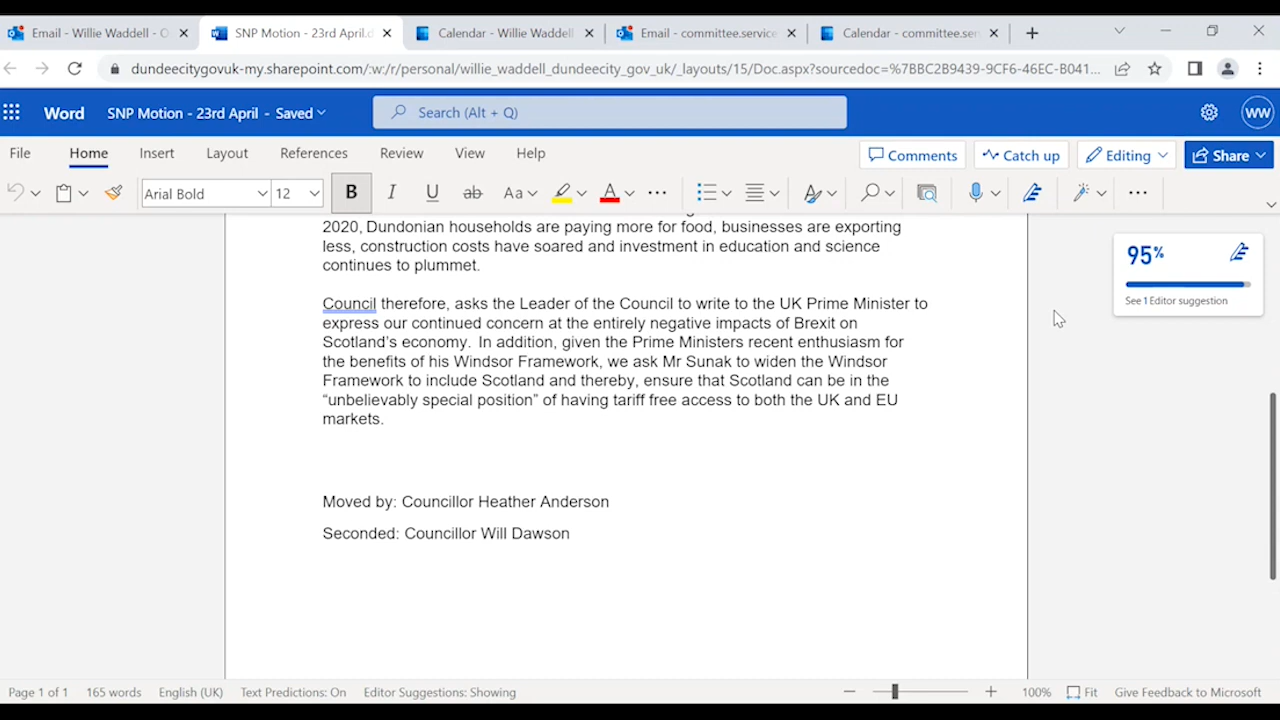 Email - Willie Waddell - O
SNP Motion - 23rd April.d
Calendar - Willie Waddell
Email - committee.service
Calendar - committee.ser
dundeecitygovuk-my.sharepoint.com/:w:/r/personal/willie_waddell_dundeecity_gov_uk/_layouts/15/Doc.aspx?sourcedoc=%7BBC2B9439-9CF6-46EC-B041...
Word
SNP Motion - 23rd April - Saved
Search (Alt + Q)
WW
File Home Insert Layout References Review View Help
Comments Catch up Editing Share
Arial Bold 12 B I U ab Aa A
2020, Dundonian households are paying more for food, businesses are exporting
less, construction costs have soared and investment in education and science
continues to plummet.
95%
See 1 Editor suggestion
Council therefore, asks the Leader of the Council to write to the UK Prime Minister to
express our continued concern at the entirely negative impacts of Brexit on
Scotland's economy. In addition, given the Prime Ministers recent enthusiasm for
the benefits of his Windsor Framework, we ask Mr Sunak to widen the Windsor
Framework to include Scotland and thereby, ensure that Scotland can be in the
“unbelievably special position” of having tariff free access to both the UK and EU
markets.
Moved by: Councillor Heather Anderson
Seconded: Councillor Will Dawson
Page 1 of 1 165 words English (UK) Text Predictions: On Editor Suggestions: Showing 100% Fit Give Feedback to Microsoft